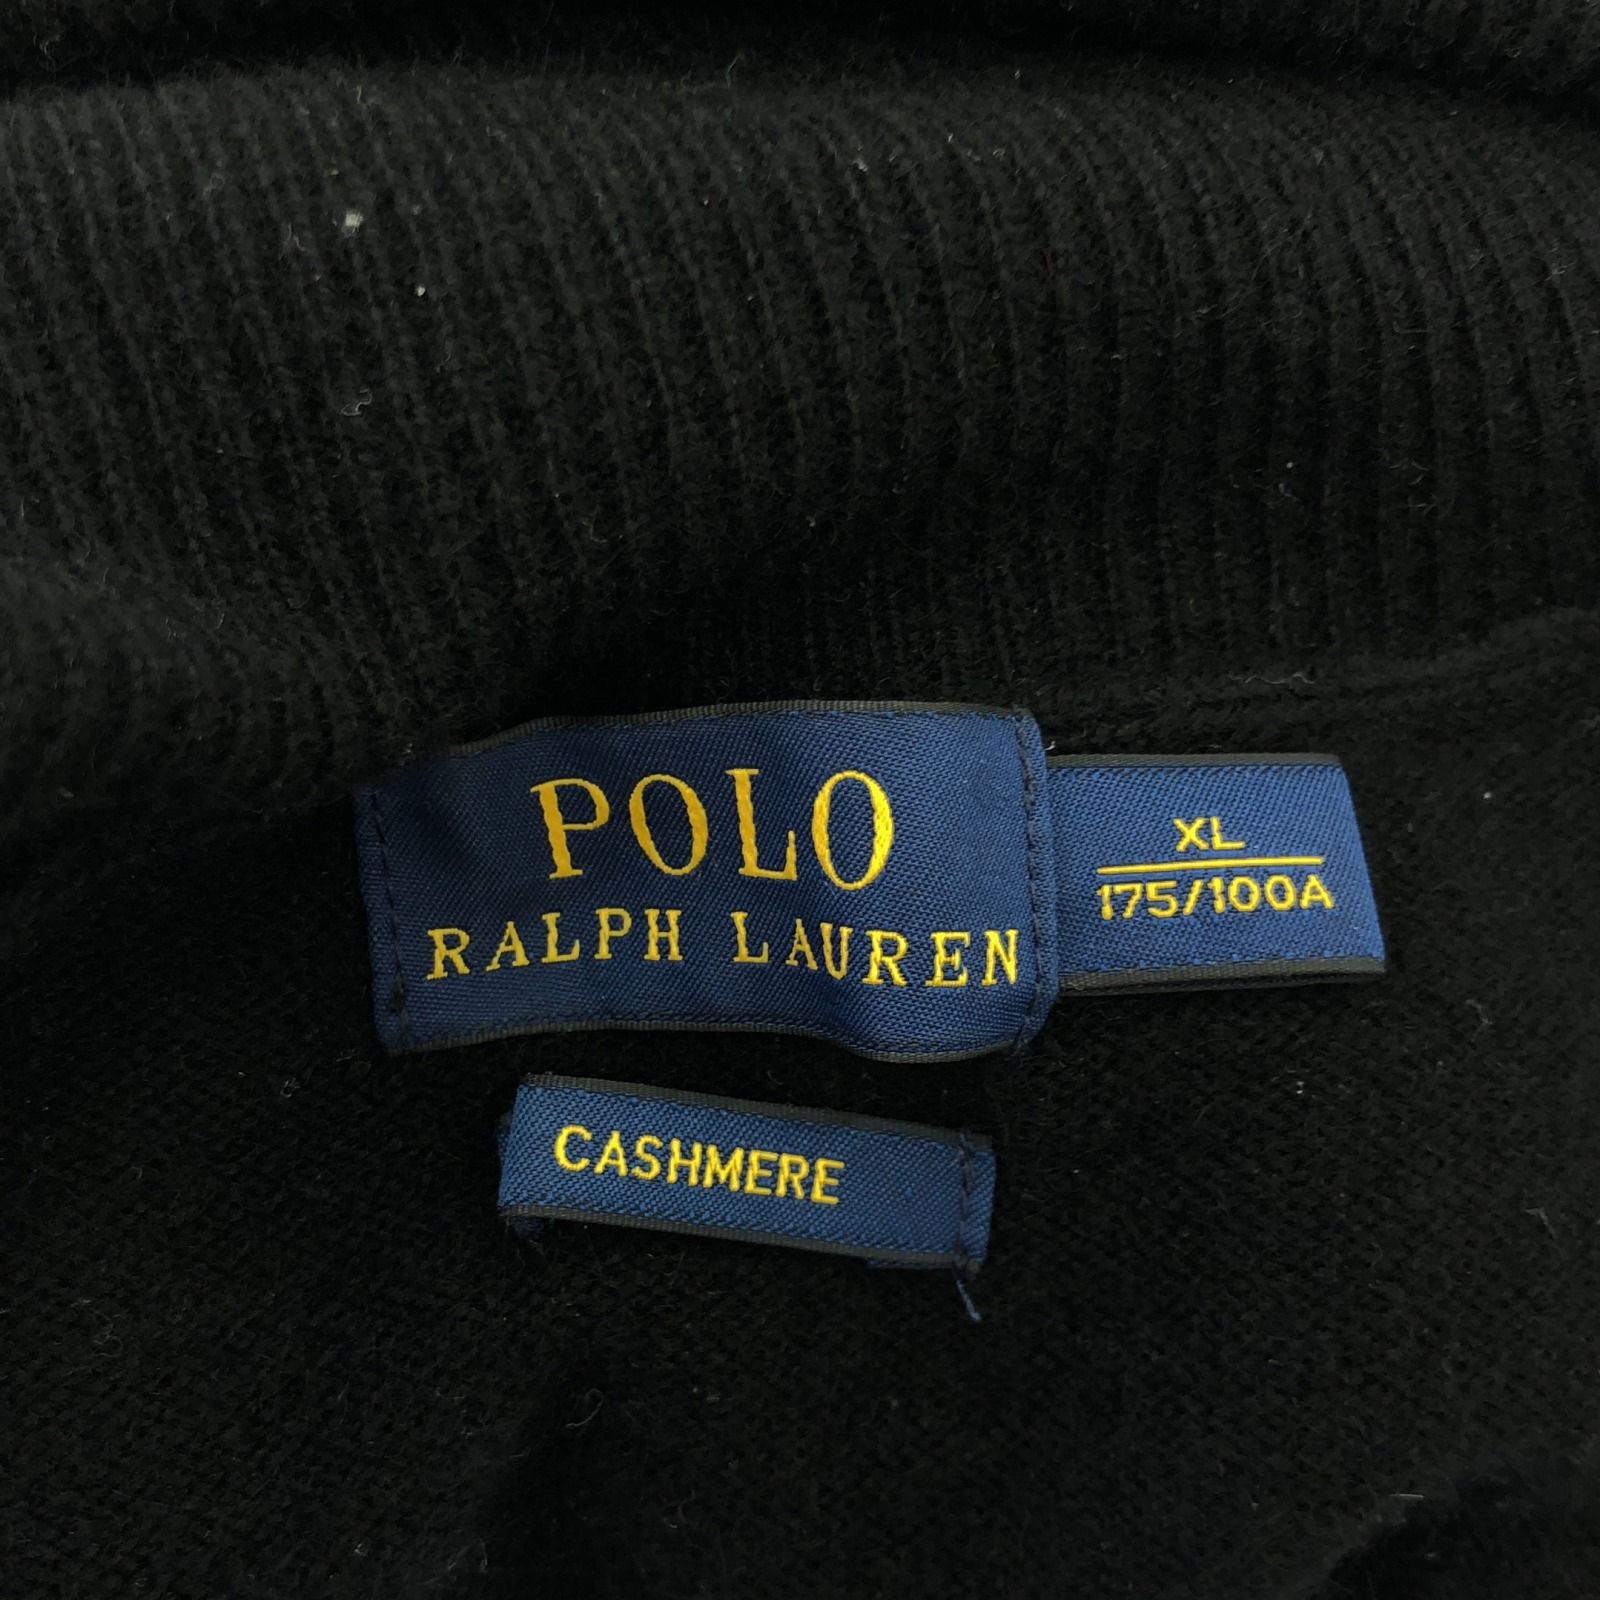 POLO
RALPH LAUREN
XL
175/100A
CASHMERE